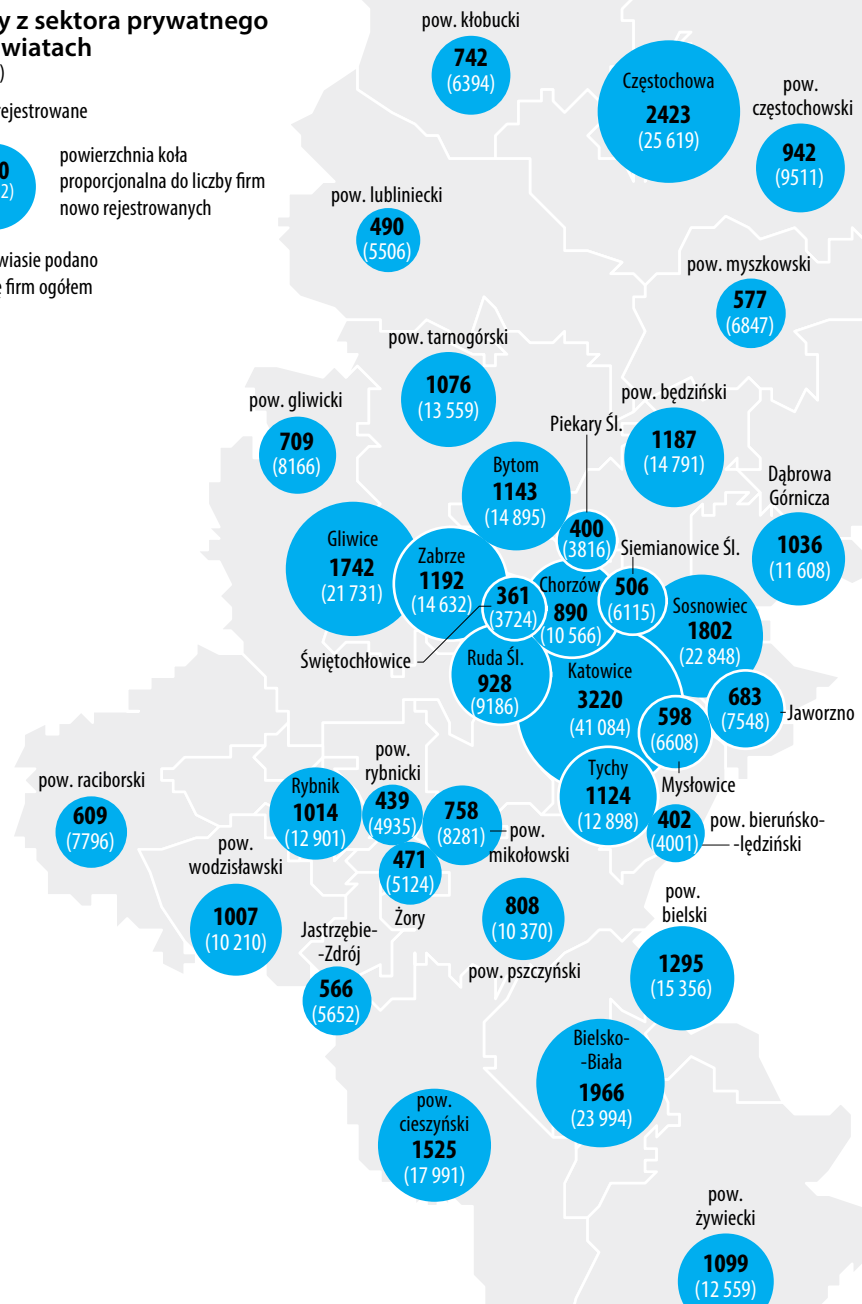 y z sektora prywatnego
wiatach
)
rejestrowane
0
2)
powierzchnia koła
proporcjonalna do liczby firm
nowo rejestrowanych
wiasie podano
firm ogółem
pow. kłobucki
742
(6394)
Częstochowa
2423
(25 619)
pow.
częstochowski
942
(9511)
pow. lubliniecki
490
(5506)
pow. myszkowski
577
(6847)
pow. tarnogórski
1076
(13 559)
pow. gliwicki
709
(8166)
pow. będziński
1187
(14 791)
Piekary Śl.
400
(3816)
Bytom
1143
(14 895)
Dąbrowa
Górnicza
1036
(11 608)
Gliwice
1742
(21 731)
Zabrze
1192
(14 632)
Siemianowice Śl.
506
(6115)
Chorzów
890
(10 566)
361
(3724)
Świętochłowice
Sosnowiec
1802
(22 848)
Ruda Śl.
928
(9186)
Katowice
3220
(41 084)
683
(7548)
Jaworzno
598
(6608)
Mysłowice
Tychy
1124
(12 898)
402
(4001)
pow. bieruńsko-
-lędziński
pow. raciborski
609
(7796)
Rybnik
1014
(12 901)
pow.
rybnicki
439
(4935)
758
(8281)
pow.
mikołowski
471
(5124)
Żory
pow.
wodzisławski
1007
(10 210)
Jastrzębie-
-Zdrój
566
(5652)
808
(10 370)
pow. pszczyński
pow.
bielski
1295
(15 356)
Bielsko-
-Biała
1966
(23 994)
pow.
cieszyński
1525
(17 991)
pow.
żywiecki
1099
(12 559)